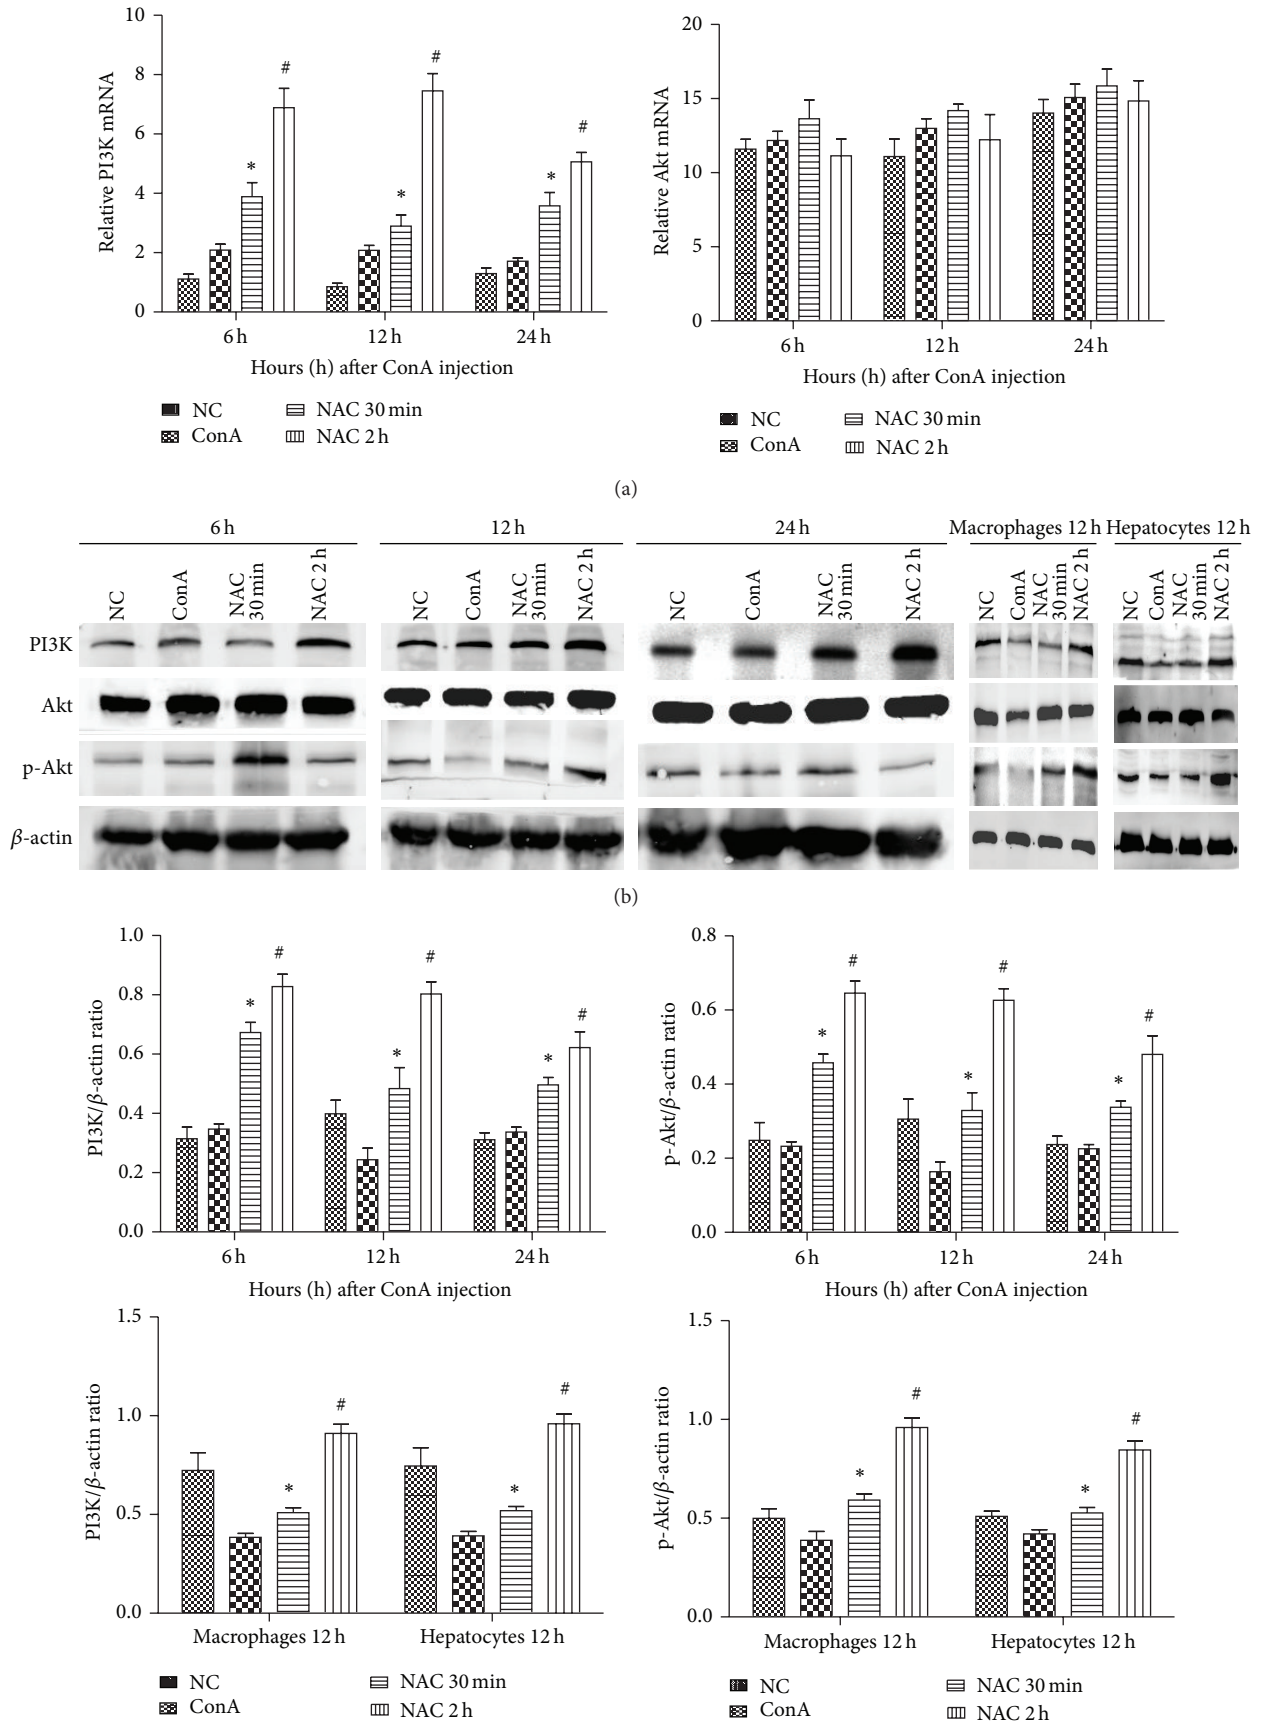 10
8
6
4
2
0
Relative PI3K mRNA
#
#
#
*
*
*
6 h
12 h
24 h
Hours (h) after ConA injection
NC
ConA
NAC 30 min
NAC 2 h
20
15
10
5
0
Relative Akt mRNA
6 h
12 h
24 h
Hours (h) after ConA injection
NC
ConA
NAC 30 min
NAC 2 h
(a)
6 h
12 h
24 h
Macrophages 12 h
Hepatocytes 12 h
NC
ConA
NAC
30 min
NAC 2 h
NC
ConA
NAC
30 min
NAC 2 h
NC
ConA
NAC
30 min
NAC 2 h
NC
ConA
NAC
30 min
NAC 2 h
NC
ConA
NAC
30 min
NAC 2 h
PI3K
Akt
p-Akt
β-actin
(b)
1.0
0.8
0.6
0.4
0.2
0.0
PI3K/β-actin ratio
*
#
*
#
*
#
6 h
12 h
24 h
Hours (h) after ConA injection
0.8
0.6
0.4
0.2
0.0
p-Akt/β-actin ratio
*
#
*
#
*
#
6 h
12 h
24 h
Hours (h) after ConA injection
1.5
1.0
0.5
0.0
PI3K/β-actin ratio
*
#
*
#
Macrophages 12 h
Hepatocytes 12 h
NC
ConA
NAC 30 min
NAC 2 h
1.5
1.0
0.5
0.0
p-Akt/β-actin ratio
*
#
*
#
Macrophages 12 h
Hepatocytes 12 h
NC
ConA
NAC 30 min
NAC 2 h